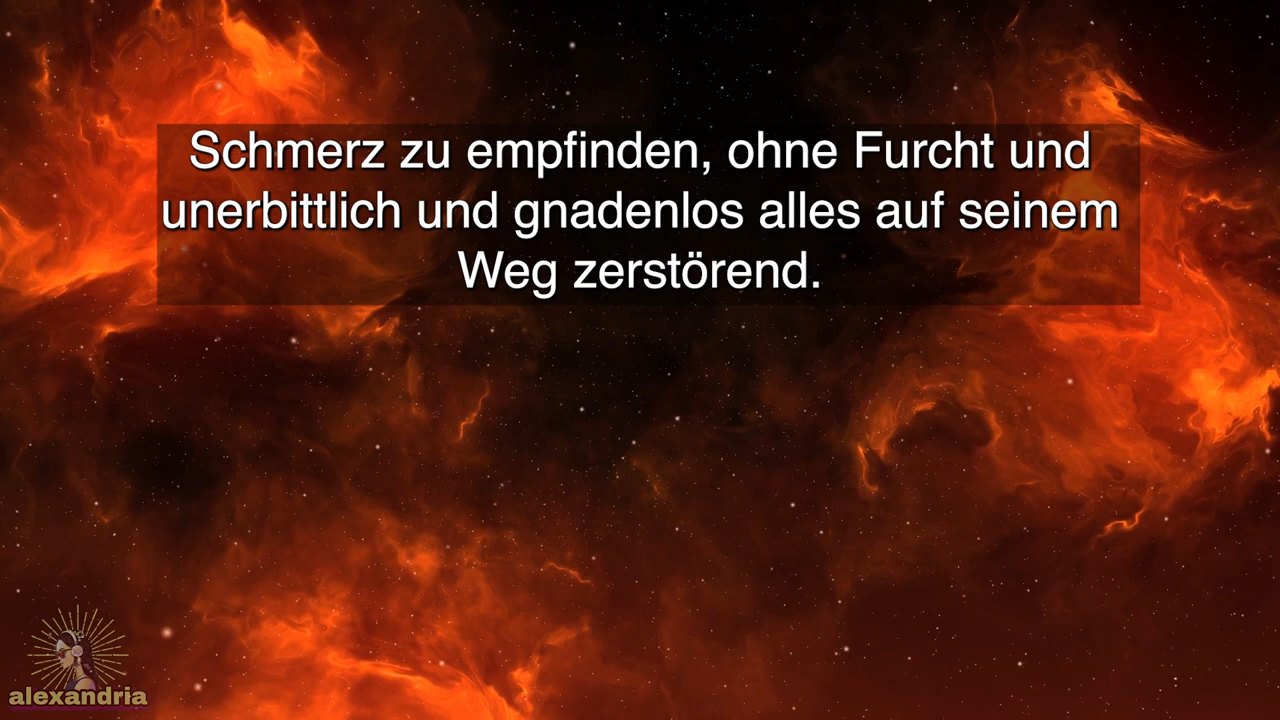 Schmerz zu empfinden, ohne Furcht und
unerbittlich und gnadenlos alles auf seinem
Weg zerstörend.
alexandria